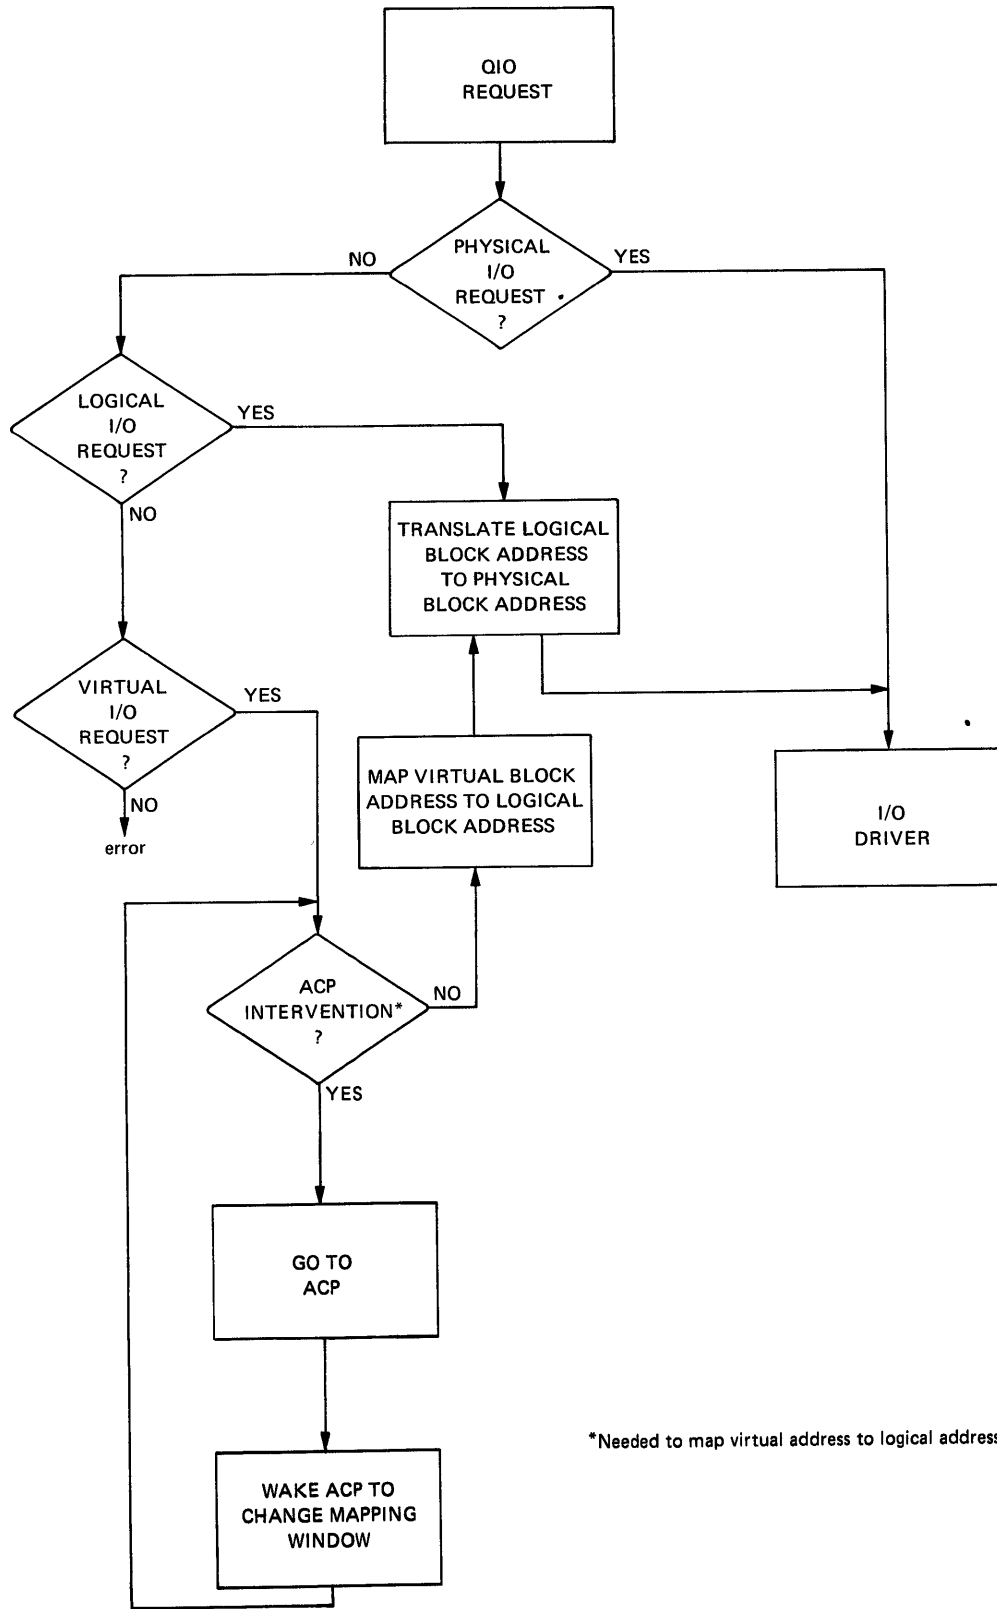 QIO
REQUEST
PHYSICAL
I/O
REQUEST
?
NO
YES
LOGICAL
I/O
REQUEST
?
YES
NO
TRANSLATE LOGICAL
BLOCK ADDRESS
TO PHYSICAL
BLOCK ADDRESS
VIRTUAL
I/O
REQUEST
?
YES
NO
error
MAP VIRTUAL BLOCK
ADDRESS TO LOGICAL
BLOCK ADDRESS
I/O
DRIVER
ACP
INTERVENTION*
?
NO
YES
GO TO
ACP
*Needed to map virtual address to logical address
WAKE ACP TO
CHANGE MAPPING
WINDOW